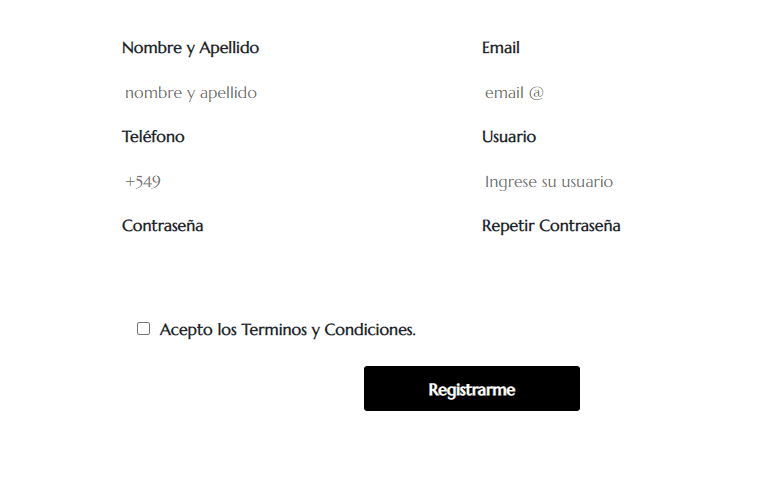 Nombre y Apellido
Email
nombre y apellido
email @
Teléfono
Usuario
+549
Ingrese su usuario
Contraseña
Repetir Contraseña
Acepto los Terminos y Condiciones.
Registrarme